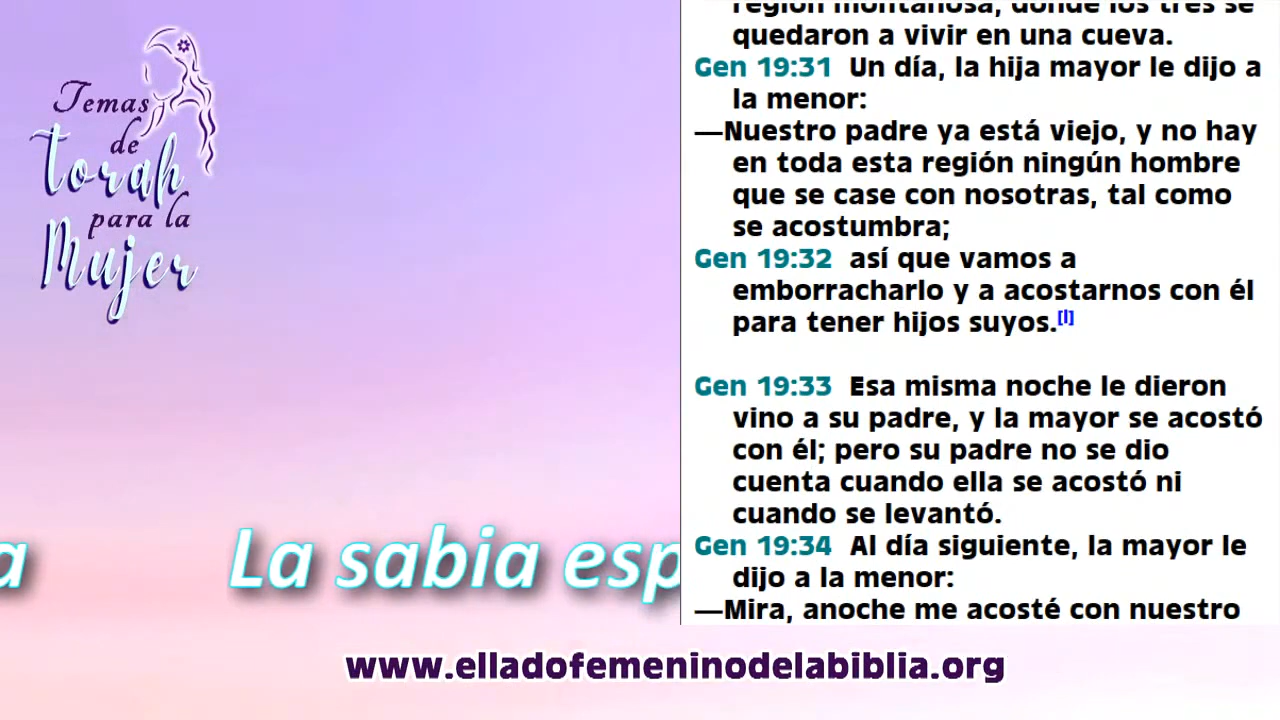 Temas
de
torah
para la
Mujer
región montañosa, donde los tres se
quedaron a vivir en una cueva.
Gen 19:31 Un día, la hija mayor le dijo a
la menor:
—Nuestro padre ya está viejo, y no hay
en toda esta región ningún hombre
que se case con nosotras, tal como
se acostumbra;
Gen 19:32 así que vamos a
emborracharlo y a acostarnos con él
para tener hijos suyos.[l]
Gen 19:33 Esa misma noche le dieron
vino a su padre, y la mayor se acostó
con él; pero su padre no se dio
cuenta cuando ella se acostó ni
cuando se levantó.
Gen 19:34 Al día siguiente, la mayor le
dijo a la menor:
—Mira, anoche me acosté con nuestro
a La sabia esp
www.elladofemeninodelabiblia.org